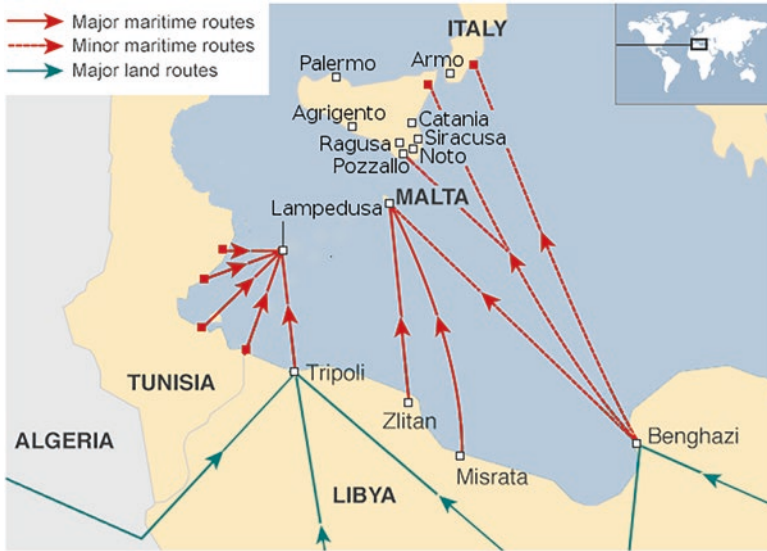 Major maritime routes
Minor maritime routes
Major land routes
ITALY
Palermo
Armo
Agrigento
Catania
Siracusa
Ragusa
Noto
Pozzallo
MALTA
Lampedusa
TUNISIA
Tripoli
Zlitan
Benghazi
ALGERIA
Misrata
LIBYA